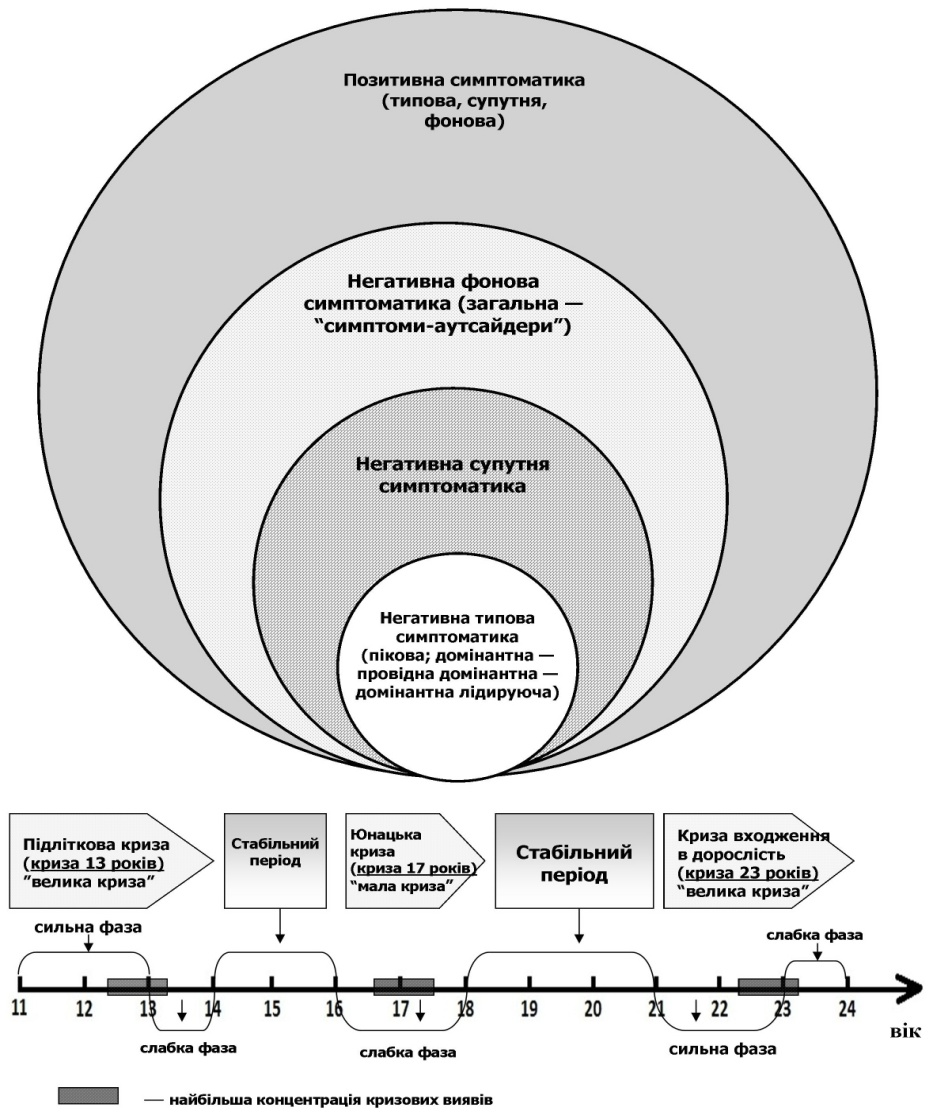 Позитивна симптоматика
(типова, супутня,
фонова)
Негативна фонова
симптоматика (загальна —
“симптоми-аутсайдери”)
Негативна супутня
симптоматика
Негативна типова
симптоматика
(пікова; домінантна —
провідна домінантна —
домінантна лідируюча)
Підліткова криза
(криза 13 років)
”велика криза”
Стабільний
період
Юнацька
криза
(криза 17 років)
“мала криза”
Стабільний
період
Криза входження
в дорослість
(криза 23 років)
“велика криза”
сильна фаза
слабка фаза
11 12 13 14 15 16 17 18 19 20 21 22 23 24
вік
слабка фаза
слабка фаза
сильна фаза
— найбільша концентрація кризових виявів